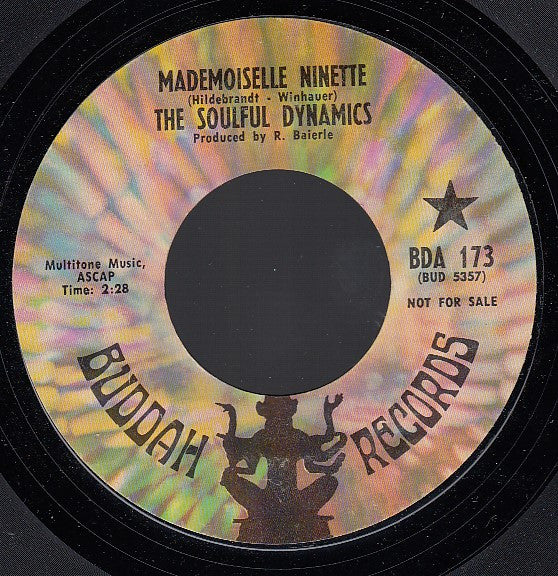 MADEMOISELLE NINETTE
(Hildebrandt - Winhauer)
THE SOULFUL DYNAMICS
Produced by R. Baierle
Multitone Music,
ASCAP
Time: 2:28
BDA 173
(BUD 5357)
NOT FOR SALE
BUDDAH RECORDS